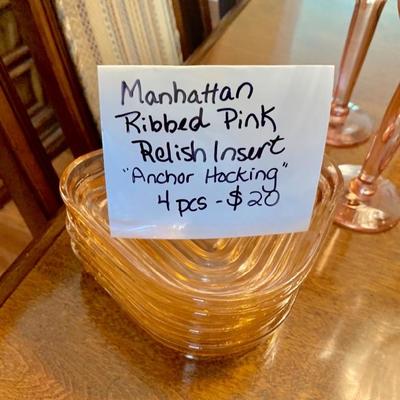 Manhattan
Ribbed Pink
Relish Insert
"Anchor Hocking"
4 pcs - $20